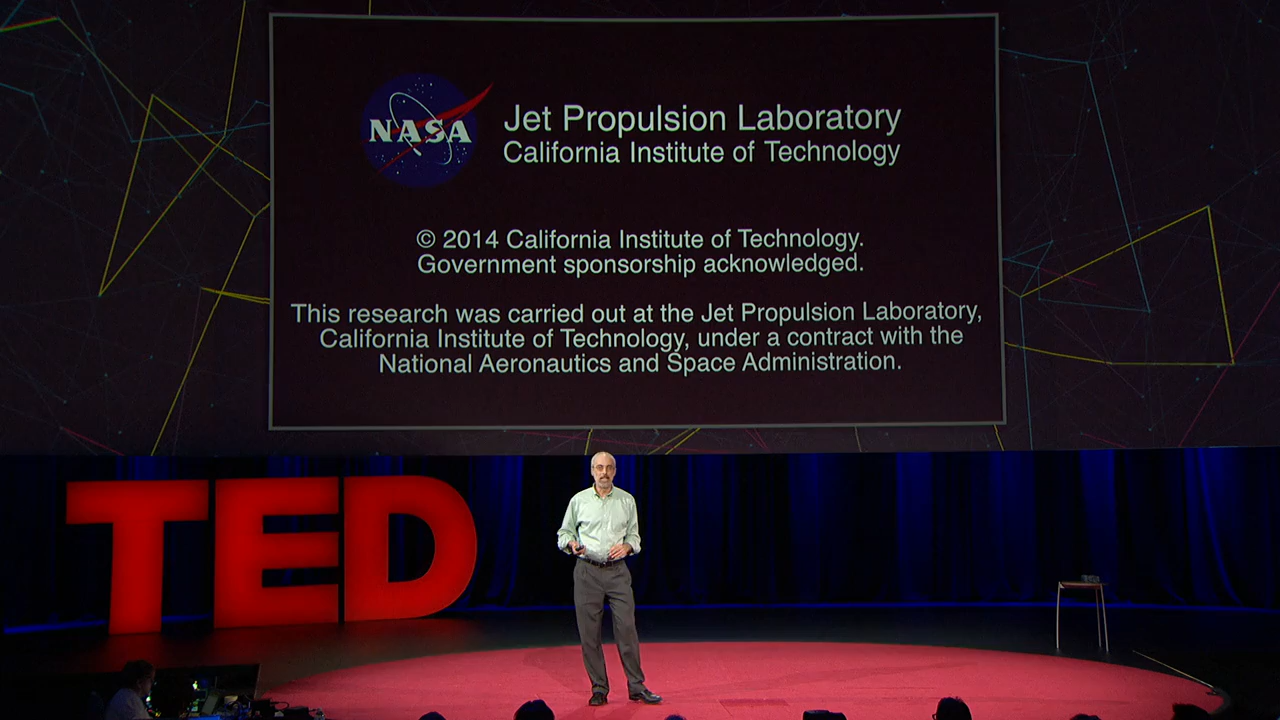 NASA
Jet Propulsion Laboratory
California Institute of Technology
© 2014 California Institute of Technology.
Government sponsorship acknowledged.
This research was carried out at the Jet Propulsion Laboratory,
California Institute of Technology, under a contract with the
National Aeronautics and Space Administration.
TED